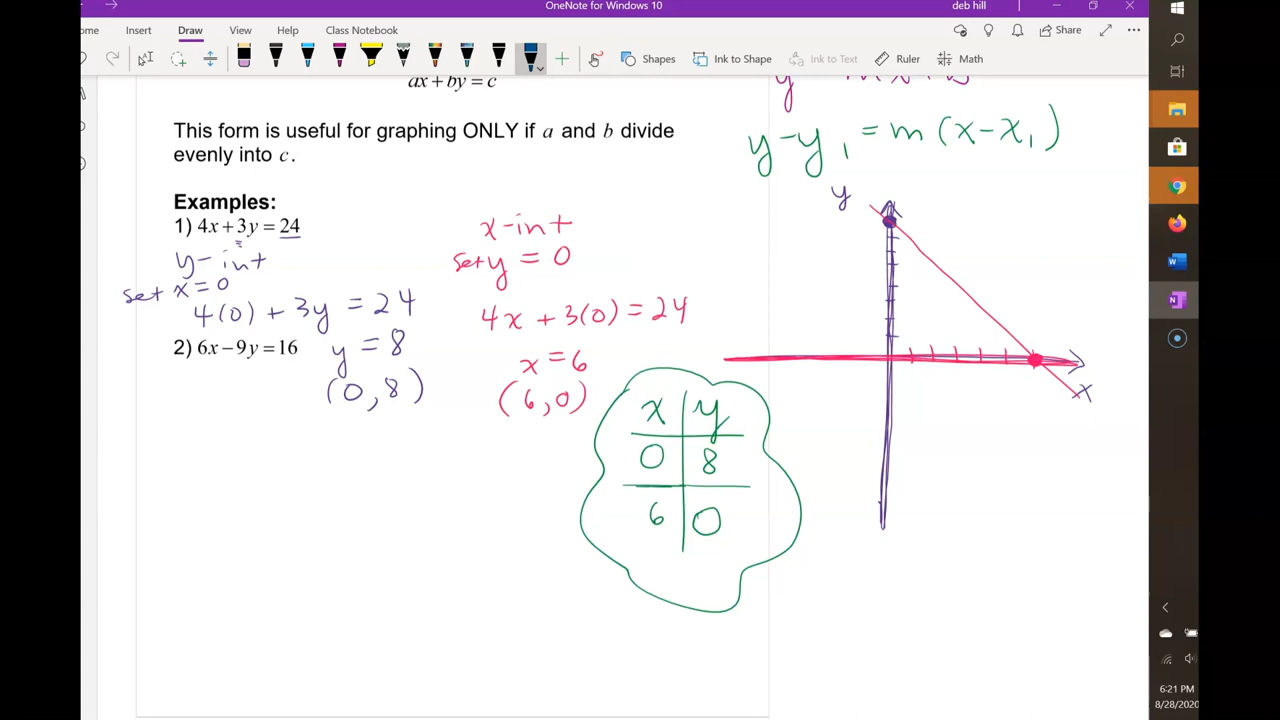 OneNote for Windows 10
deb hill
ome Insert Draw View Help Class Notebook
Share
Shapes Ink to Shape Ink to Text Ruler Math
ax + by = c
This form is useful for graphing ONLY if a and b divide
evenly into c.
y - y₁ = m(x - x₁)
Examples:
1) 4x + 3y = 24
y-int
set x = 0
4(0) + 3y = 24
y = 8
(0, 8)
x-int
set y = 0
4x + 3(0) = 24
x = 6
(6, 0)
2) 6x − 9y = 16
x y
0 8
6 0
y
x
6:21 PM
8/28/2020